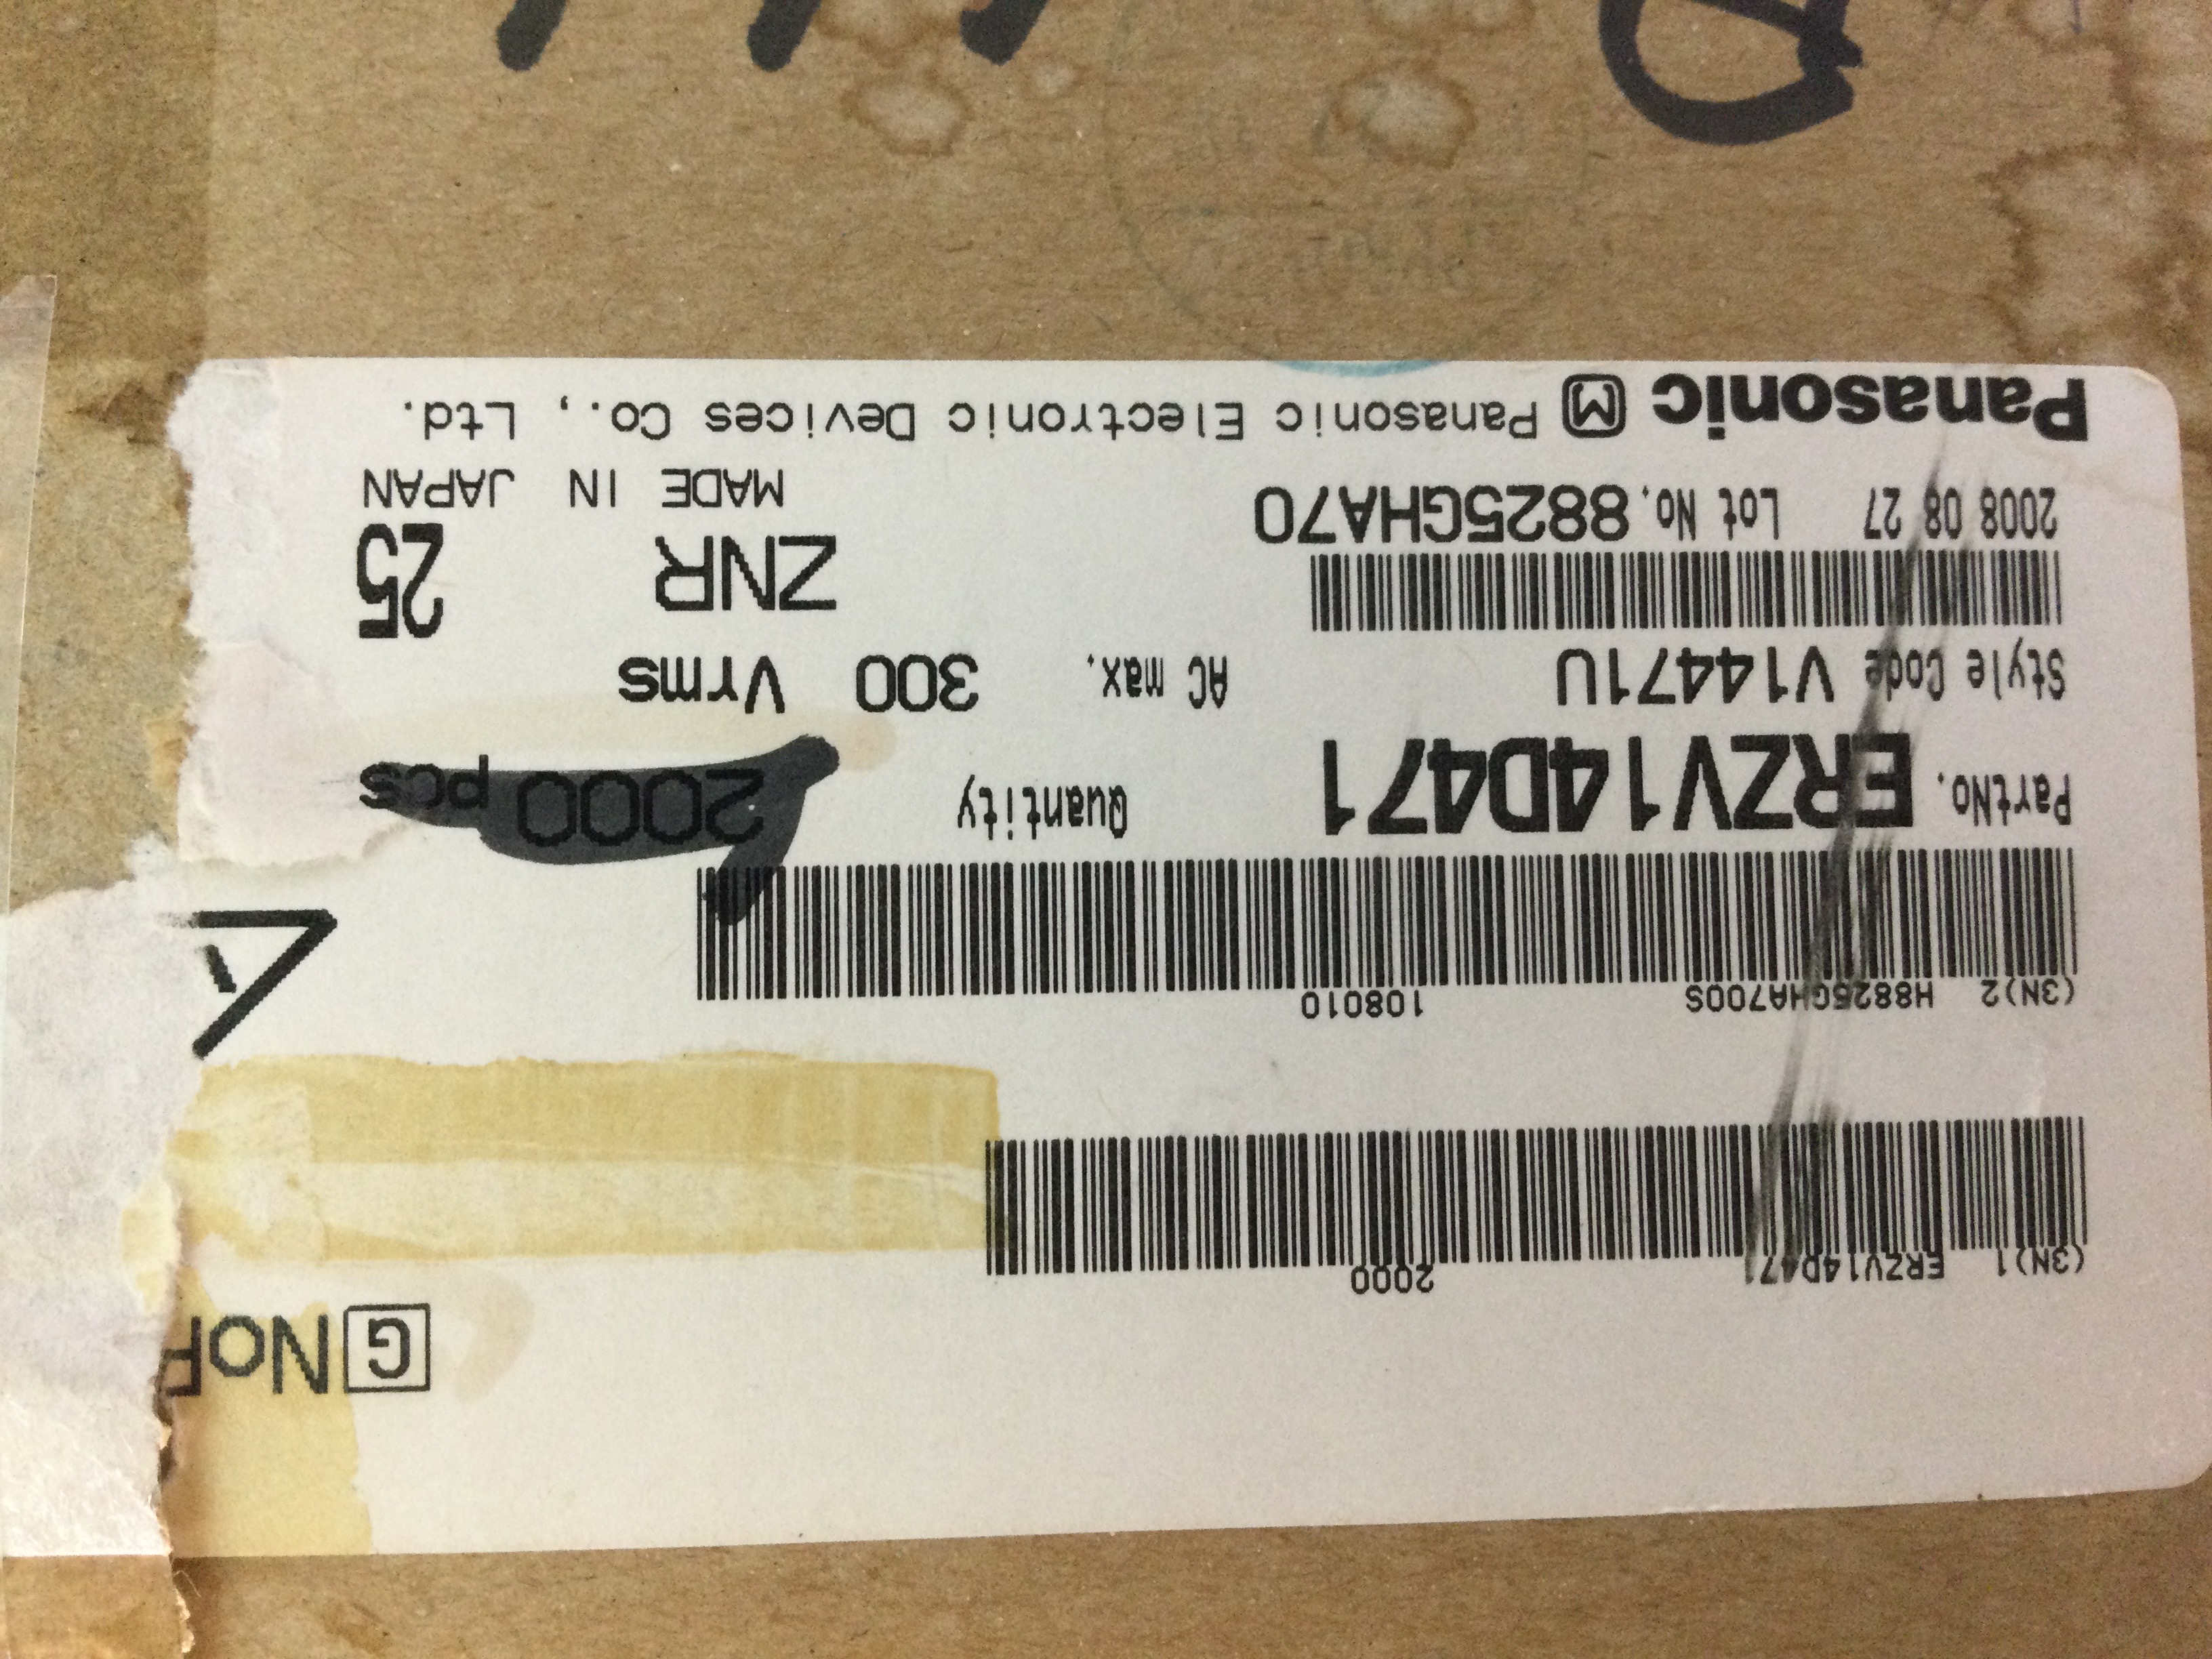 G NoP
(3N)1 ERZV14D471 2000
(3N)2 H8825GHA700S 108010
PartNo. ERZV14D471 Quantity 2000 pcs
Style Code V14471U AC max. 300 Vrms
ZNR 25
2008 08 27 Lot No. 8825GHA70 MADE IN JAPAN
Panasonic M Panasonic Electronic Devices Co., Ltd.